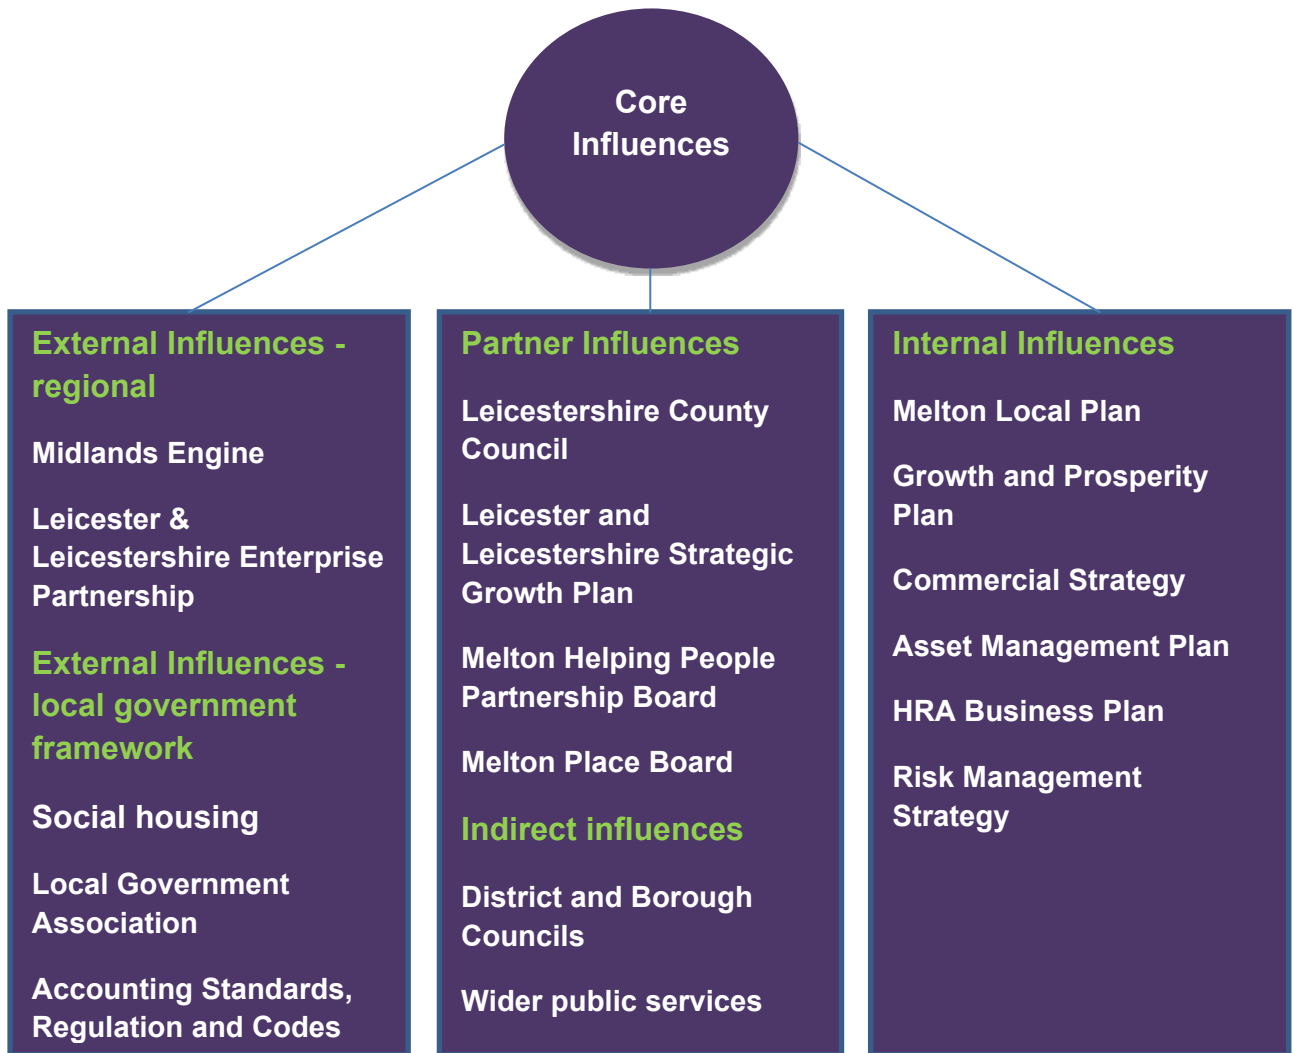 Core
Influences
External Influences -
regional
Midlands Engine
Leicester &
Leicestershire Enterprise
Partnership
External Influences -
local government
framework
Social housing
Local Government
Association
Accounting Standards,
Regulation and Codes
Partner Influences
Leicestershire County
Council
Leicester and
Leicestershire Strategic
Growth Plan
Melton Helping People
Partnership Board
Melton Place Board
Indirect influences
District and Borough
Councils
Wider public services
Internal Influences
Melton Local Plan
Growth and Prosperity
Plan
Commercial Strategy
Asset Management Plan
HRA Business Plan
Risk Management
Strategy